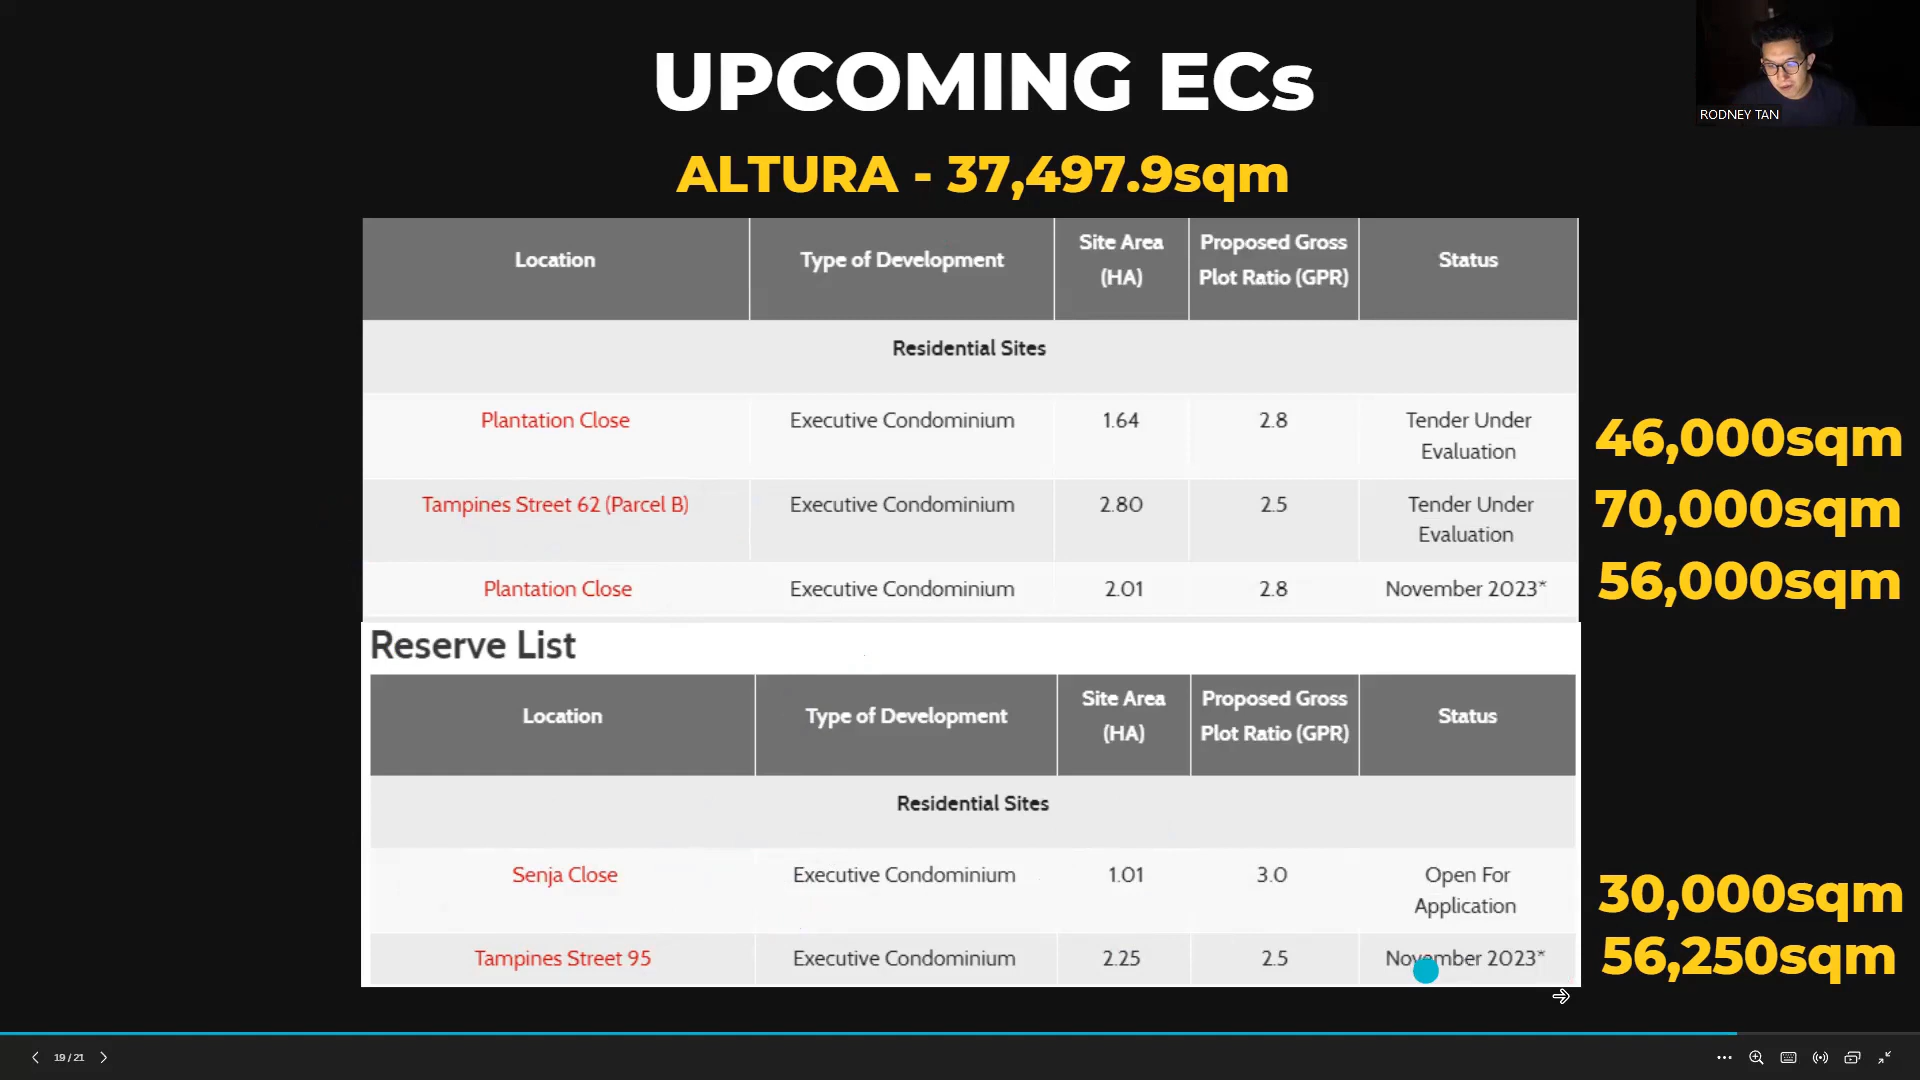 UPCOMING ECs
RODNEY TAN
ALTURA - 37,497.9sqm
Location Type of Development Site Area (HA) Proposed Gross Plot Ratio (GPR) Status
Residential Sites
Plantation Close Executive Condominium 1.64 2.8 Tender Under Evaluation 46,000sqm
Tampines Street 62 (Parcel B) Executive Condominium 2.80 2.5 Tender Under Evaluation 70,000sqm
Plantation Close Executive Condominium 2.01 2.8 November 2023* 56,000sqm
Reserve List
Location Type of Development Site Area (HA) Proposed Gross Plot Ratio (GPR) Status
Residential Sites
Senja Close Executive Condominium 1.01 3.0 Open For Application 30,000sqm
Tampines Street 95 Executive Condominium 2.25 2.5 November 2023* 56,250sqm
19 / 21